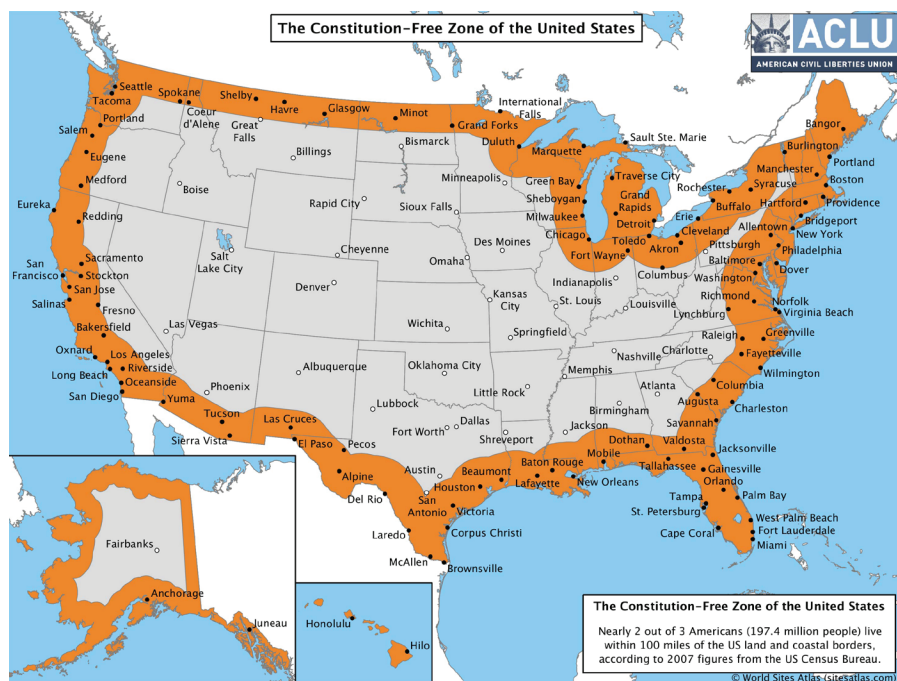 The Constitution-Free Zone of the United States
ACLU
AMERICAN CIVIL LIBERTIES UNION
Seattle
Tacoma
Spokane
Coeur
d'Alene
Shelby
Havre
Great
Falls
Glasgow
Minot
Grand Forks
International
Falls
Duluth
Sault Ste. Marie
Marquette
Bangor
Burlington
Portland
Manchester
Boston
Portland
Salem
Eugene
Medford
Billings
Boise
Bismarck
Minneapolis
Rapid City
Sioux Falls
Green Bay
Sheboygan
Milwaukee
Chicago
Traverse City
Grand
Rapids
Detroit
Toledo
Fort Wayne
Rochester
Syracuse
Buffalo
Erie
Cleveland
Akron
Hartford
Providence
Bridgeport
New York
Allentown
Pittsburgh
Philadelphia
Baltimore
Dover
Washington
Columbus
Eureka
Redding
Sacramento
San
Francisco
Stockton
San Jose
Salinas
Fresno
Bakersfield
Salt
Lake City
Cheyenne
Denver
Omaha
Des Moines
Kansas
City
Indianapolis
St. Louis
Louisville
Richmond
Norfolk
Virginia Beach
Lynchburg
Las Vegas
Wichita
Springfield
Raleigh
Greenville
Fayetteville
Wilmington
Nashville
Charlotte
Oxnard
Los Angeles
Riverside
Long Beach
Oceanside
San Diego
Yuma
Phoenix
Albuquerque
Oklahoma City
Memphis
Little Rock
Atlanta
Birmingham
Columbia
Augusta
Charleston
Savannah
Tucson
Sierra Vista
Las Cruces
El Paso
Pecos
Lubbock
Fort Worth
Dallas
Shreveport
Jackson
Dothan
Valdosta
Mobile
Jacksonville
Alpine
Del Rio
Austin
Houston
Beaumont
Baton Rouge
Lafayette
New Orleans
Tallahassee
Gainesville
Orlando
San
Antonio
Victoria
Corpus Christi
Laredo
McAllen
Brownsville
Tampa
St. Petersburg
Palm Bay
West Palm Beach
Fort Lauderdale
Miami
Cape Coral
Fairbanks
Anchorage
Juneau
Honolulu
Hilo
The Constitution-Free Zone of the United States
Nearly 2 out of 3 Americans (197.4 million people) live
within 100 miles of the US land and coastal borders,
according to 2007 figures from the US Census Bureau.
© World Sites Atlas (sitesatlas.com)